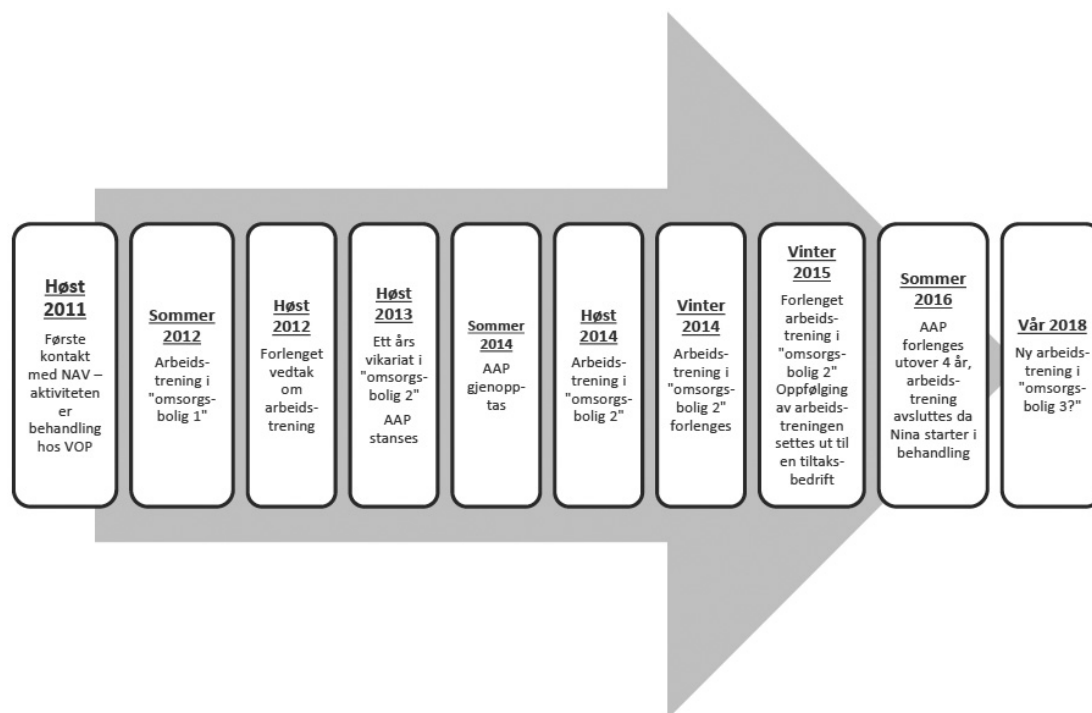 Høst
2011
Første
kontakt
med NAV –
aktiviteten
er
behandling
hos VOP
Sommer
2012
Arbeids-
trening i
"omsorgs-
bolig 1"
Høst
2012
Forlenget
vedtak
om
arbeids-
trening
Høst
2013
Ett års
vikariat i
"omsorgs-
bolig 2"
AAP
stanses
Sommer
2014
AAP
gjenopp-
tas
Høst
2014
Arbeids-
trening i
"omsorgs-
bolig 2"
Vinter
2014
Arbeids-
trening i
"omsorgs-
bolig 2"
forlenges
Vinter
2015
Forlenget
arbeids-
trening i
"omsorgs-
bolig 2"
Oppfølging
av arbeids-
treningen
settes ut til
en tiltaks-
bedrift
Sommer
2016
AAP
forlenges
utover 4 år,
arbeids-
trening
avsluttes da
Nina starter i
behandling
Vår 2018
Ny arbeids-
trening i
"omsorgs-
bolig 3?"